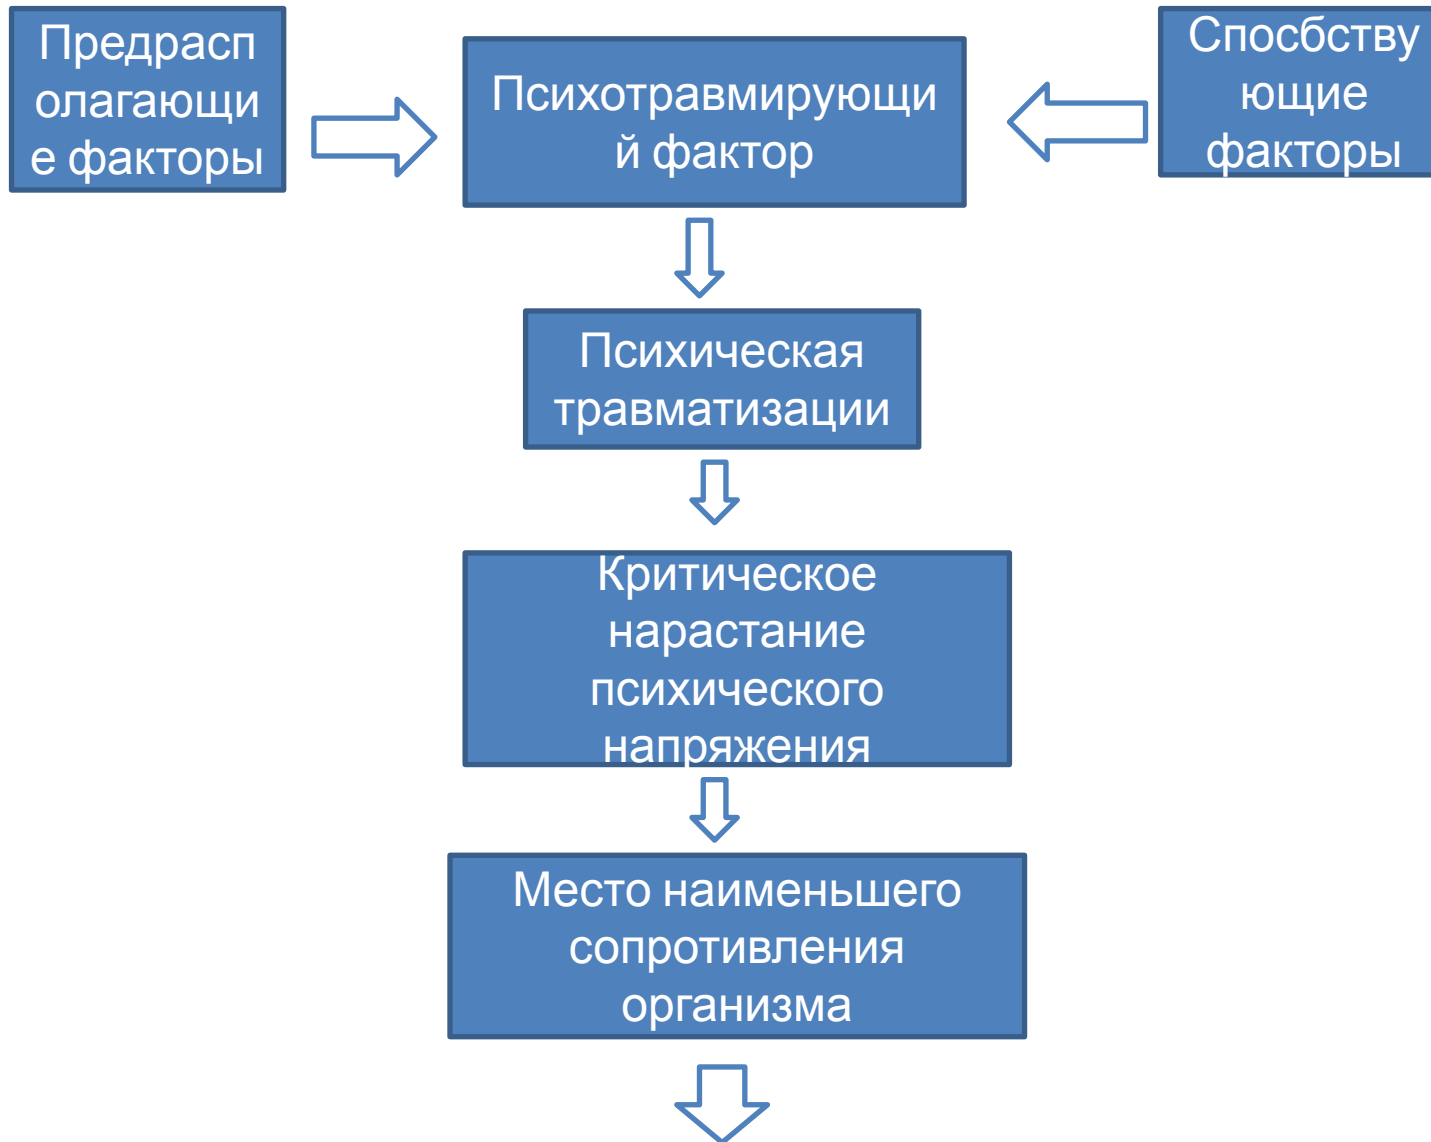 Предрасп
олагающи
е факторы
Психотравмирующи
й фактор
Спосбству
ющие
факторы
Психическая
травматизации
Критическое
нарастание
психического
напряжения
Место наименьшего
сопротивления
организма